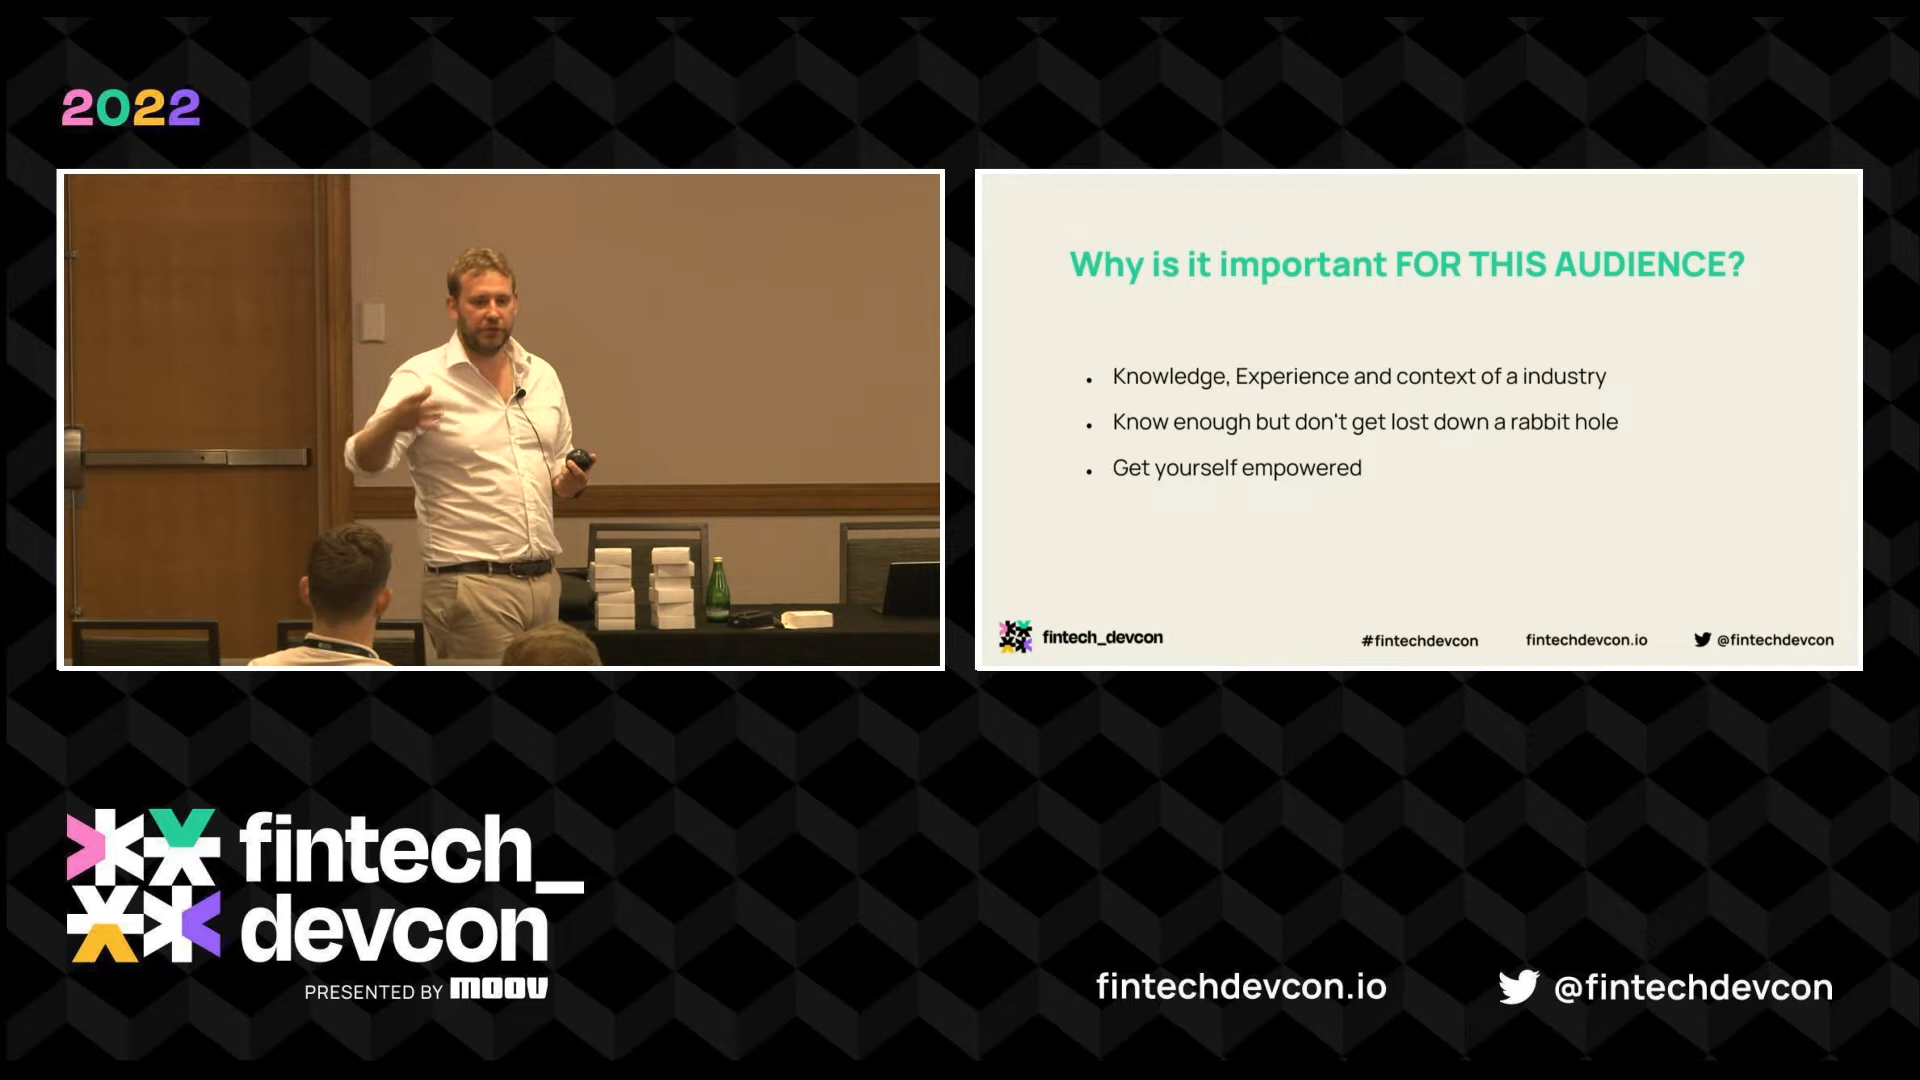 2022
Why is it important FOR THIS AUDIENCE?
• Knowledge, Experience and context of a industry
• Know enough but don't get lost down a rabbit hole
• Get yourself empowered
fintech_devcon
#fintechdevcon
fintechdevcon.io
@fintechdevcon
fintech_
devcon
PRESENTED BY moov
fintechdevcon.io
@fintechdevcon